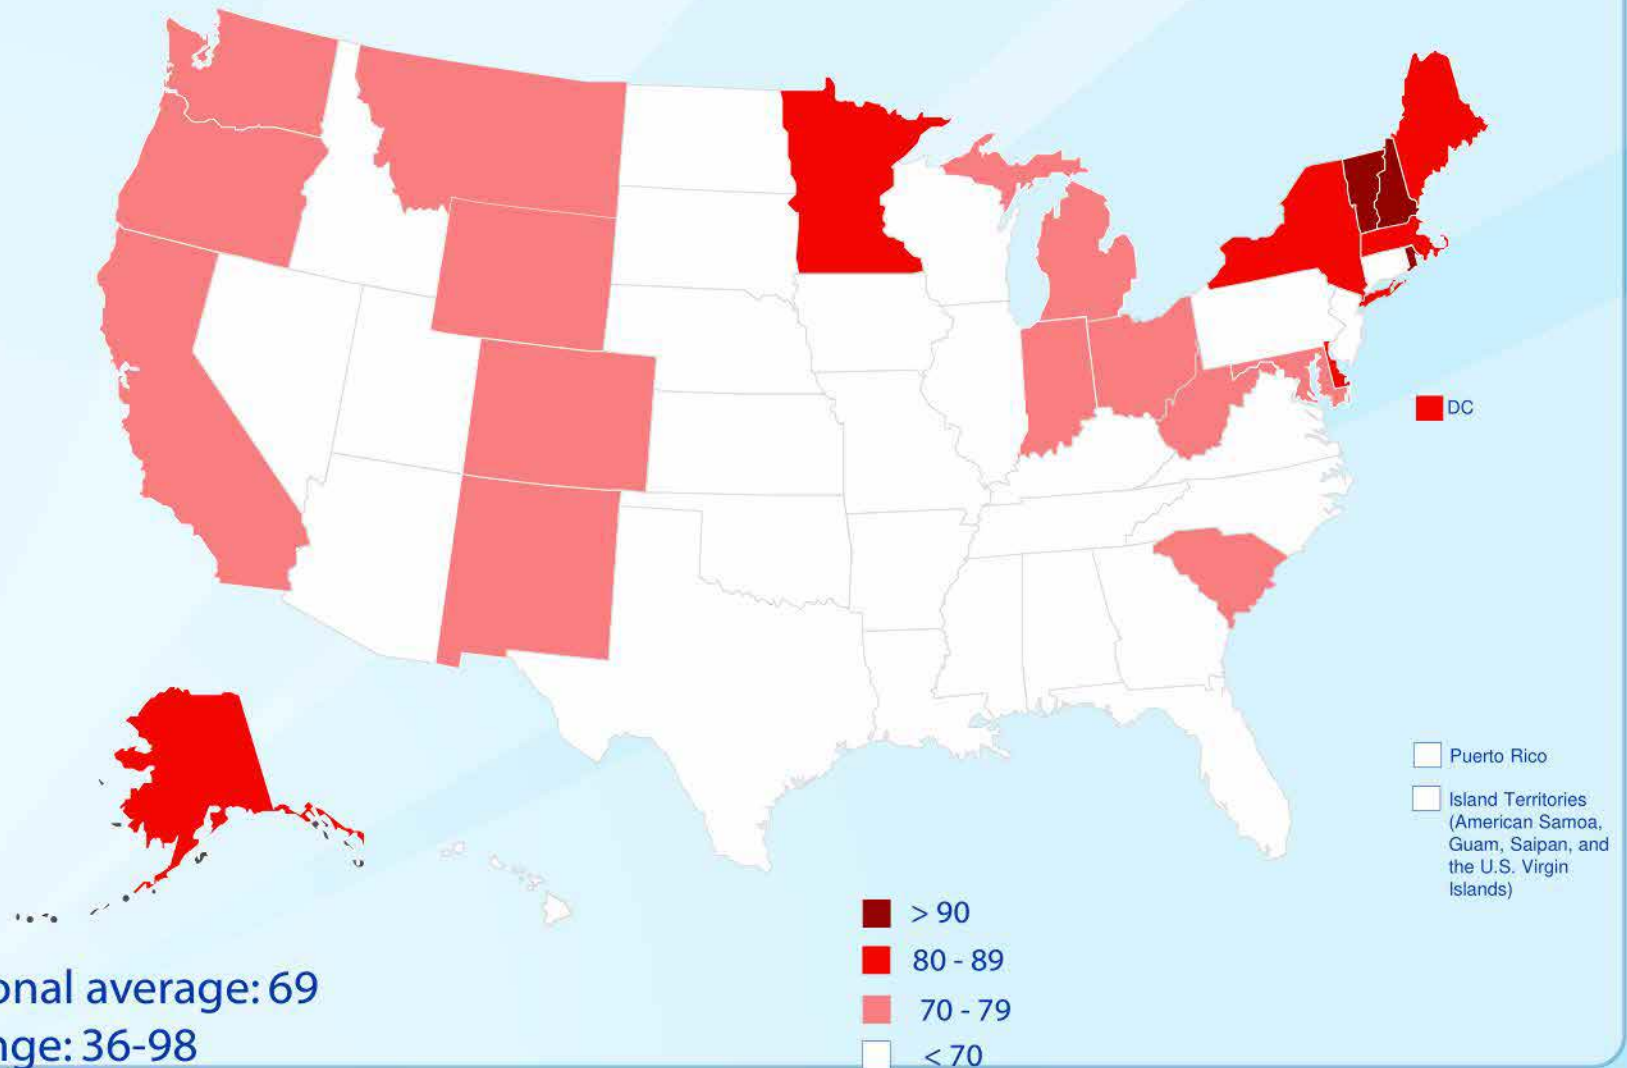 DC
Puerto Rico
Island Territories
(American Samoa,
Guam, Saipan, and
the U.S. Virgin
Islands)
> 90
80 - 89
70 - 79
< 70
onal average: 69
nge: 36-98